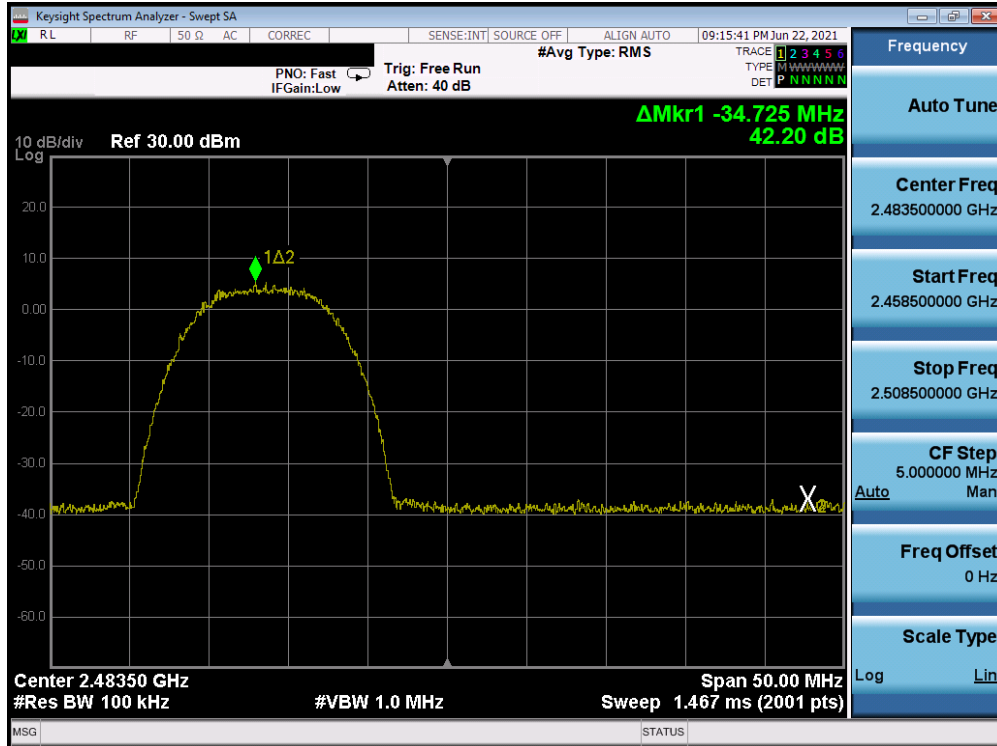 Keysight Spectrum Analyzer - Swept SA
LXI RL RF 50 Ω AC CORREC SENSE:INT SOURCE OFF ALIGN AUTO 09:15:41 PM Jun 22, 2021
#Avg Type: RMS
TRACE 1 2 3 4 5 6
TYPE M WWWWW
DET P N N N N N
PNO: Fast
IFGain:Low
Trig: Free Run
Atten: 40 dB
ΔMkr1 -34.725 MHz
42.20 dB
10 dB/div
Log
Ref 30.00 dBm
20.0
10.0
0.00
-10.0
-20.0
-30.0
-40.0
-50.0
-60.0
1Δ2
X2
Center 2.48350 GHz
#Res BW 100 kHz
#VBW 1.0 MHz
Span 50.00 MHz
Sweep 1.467 ms (2001 pts)
MSG
STATUS
Frequency
Auto Tune
Center Freq
2.483500000 GHz
Start Freq
2.458500000 GHz
Stop Freq
2.508500000 GHz
CF Step
5.000000 MHz
Auto Man
Freq Offset
0 Hz
Scale Type
Log Lin